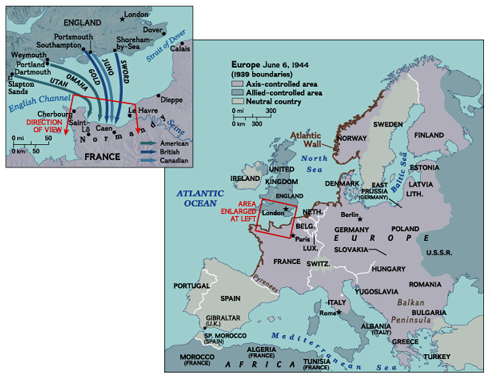 ENGLAND
London
Dover
Strait of Dover
Calais
Portsmouth
Southampton
Shoreham-
by-Sea
Weymouth
Portland
Dartmouth
Slapton
Sands
UTAH
OMAHA
GOLD
JUNO
SWORD
English Channel
Cherbourg
Le Havre
Dieppe
DIRECTION
OF VIEW
Saint-
Lô
Caen
Seine
Normandy
0 mi 50
0 km 50
FRANCE
American
British
Canadian
Europe June 6, 1944
(1939 boundaries)
Axis-controlled area
Allied-controlled area
Neutral country
0 mi 300
0 km 300
Atlantic
Wall
NORWAY
SWEDEN
FINLAND
North
Sea
Baltic Sea
ESTONIA
LATVIA
LITH.
DENMARK
EAST
PRUSSIA
(GERMANY)
IRELAND
UNITED
KINGDOM
ENGLAND
London
ATLANTIC
OCEAN
AREA
ENLARGED
AT LEFT
NETH.
BELG.
LUX.
Paris
Berlin
GERMANY
POLAND
EUROPE
U.S.S.R.
SLOVAKIA
FRANCE
SWITZ.
HUNGARY
ROMANIA
YUGOSLAVIA
Balkan
Peninsula
BULGARIA
Pyrenees
PORTUGAL
SPAIN
GIBRALTAR
(U.K.)
SP. MOROCCO
(SPAIN)
ITALY
Rome
ALBANIA
(ITALY)
GREECE
TURKEY
Mediterranean Sea
MOROCCO
(FRANCE)
ALGERIA
(FRANCE)
TUNISIA
(FRANCE)
AFRICA